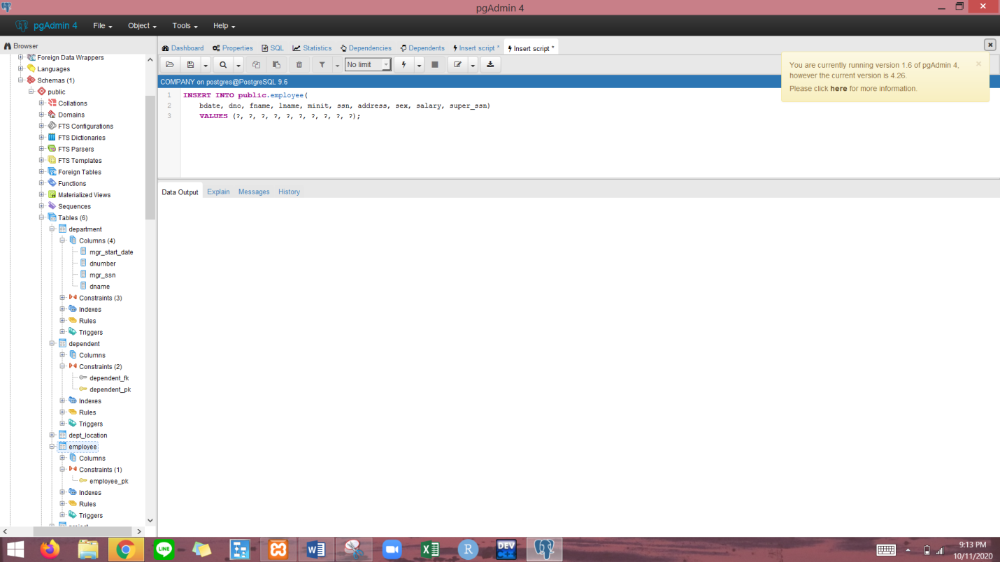 pgAdmin 4
pgAdmin 4 File Object Tools Help
Browser
Foreign Data Wrappers
Languages
Schemas (1)
public
Collations
Domains
FTS Configurations
FTS Dictionaries
FTS Parsers
FTS Templates
Foreign Tables
Functions
Materialized Views
Sequences
Tables (6)
department
Columns (4)
mgr_start_date
dnumber
mgr_ssn
dname
Constraints (3)
Indexes
Rules
Triggers
dependent
Columns
Constraints (2)
dependent_fk
dependent_pk
Indexes
Rules
Triggers
dept_location
employee
Columns
Constraints (1)
employee_pk
Indexes
Rules
Triggers
project
Dashboard Properties SQL Statistics Dependencies Dependents Insert script * Insert script *
No limit
COMPANY on postgres@PostgreSQL 9.6
1 INSERT INTO public.employee(
2 bdate, dno, fname, lname, minit, ssn, address, sex, salary, super_ssn)
3 VALUES (?, ?, ?, ?, ?, ?, ?, ?, ?, ?);
You are currently running version 1.6 of pgAdmin 4,
however the current version is 4.26.
Please click here for more information.
Data Output Explain Messages History
LINE
W
X
R
DEV
C++
9:13 PM
10/11/2020